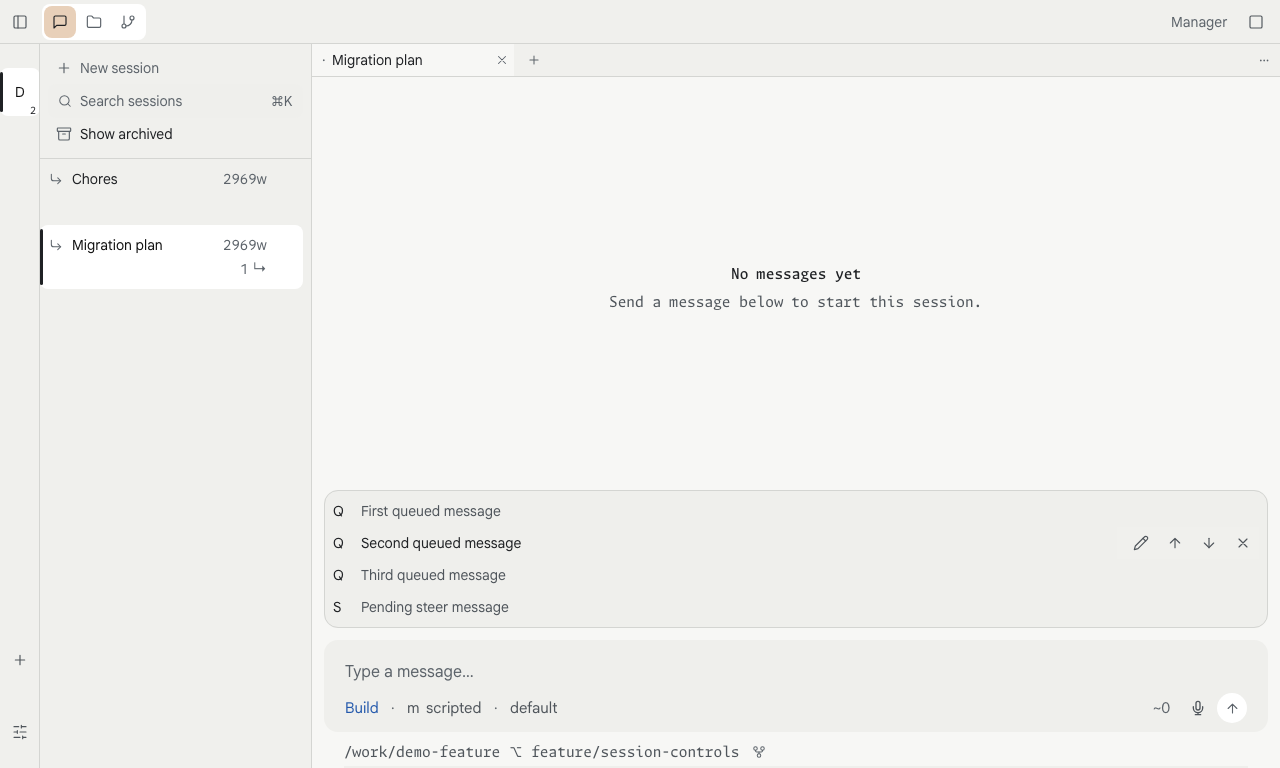 Manager
D
2
New session
Search sessions ⌘K
Show archived
Chores 2969w
Migration plan 2969w
1 ↪
· Migration plan
No messages yet
Send a message below to start this session.
Q First queued message
Q Second queued message
Q Third queued message
S Pending steer message
Type a message...
Build · m scripted · default ~0
/work/demo-feature ⌥ feature/session-controls